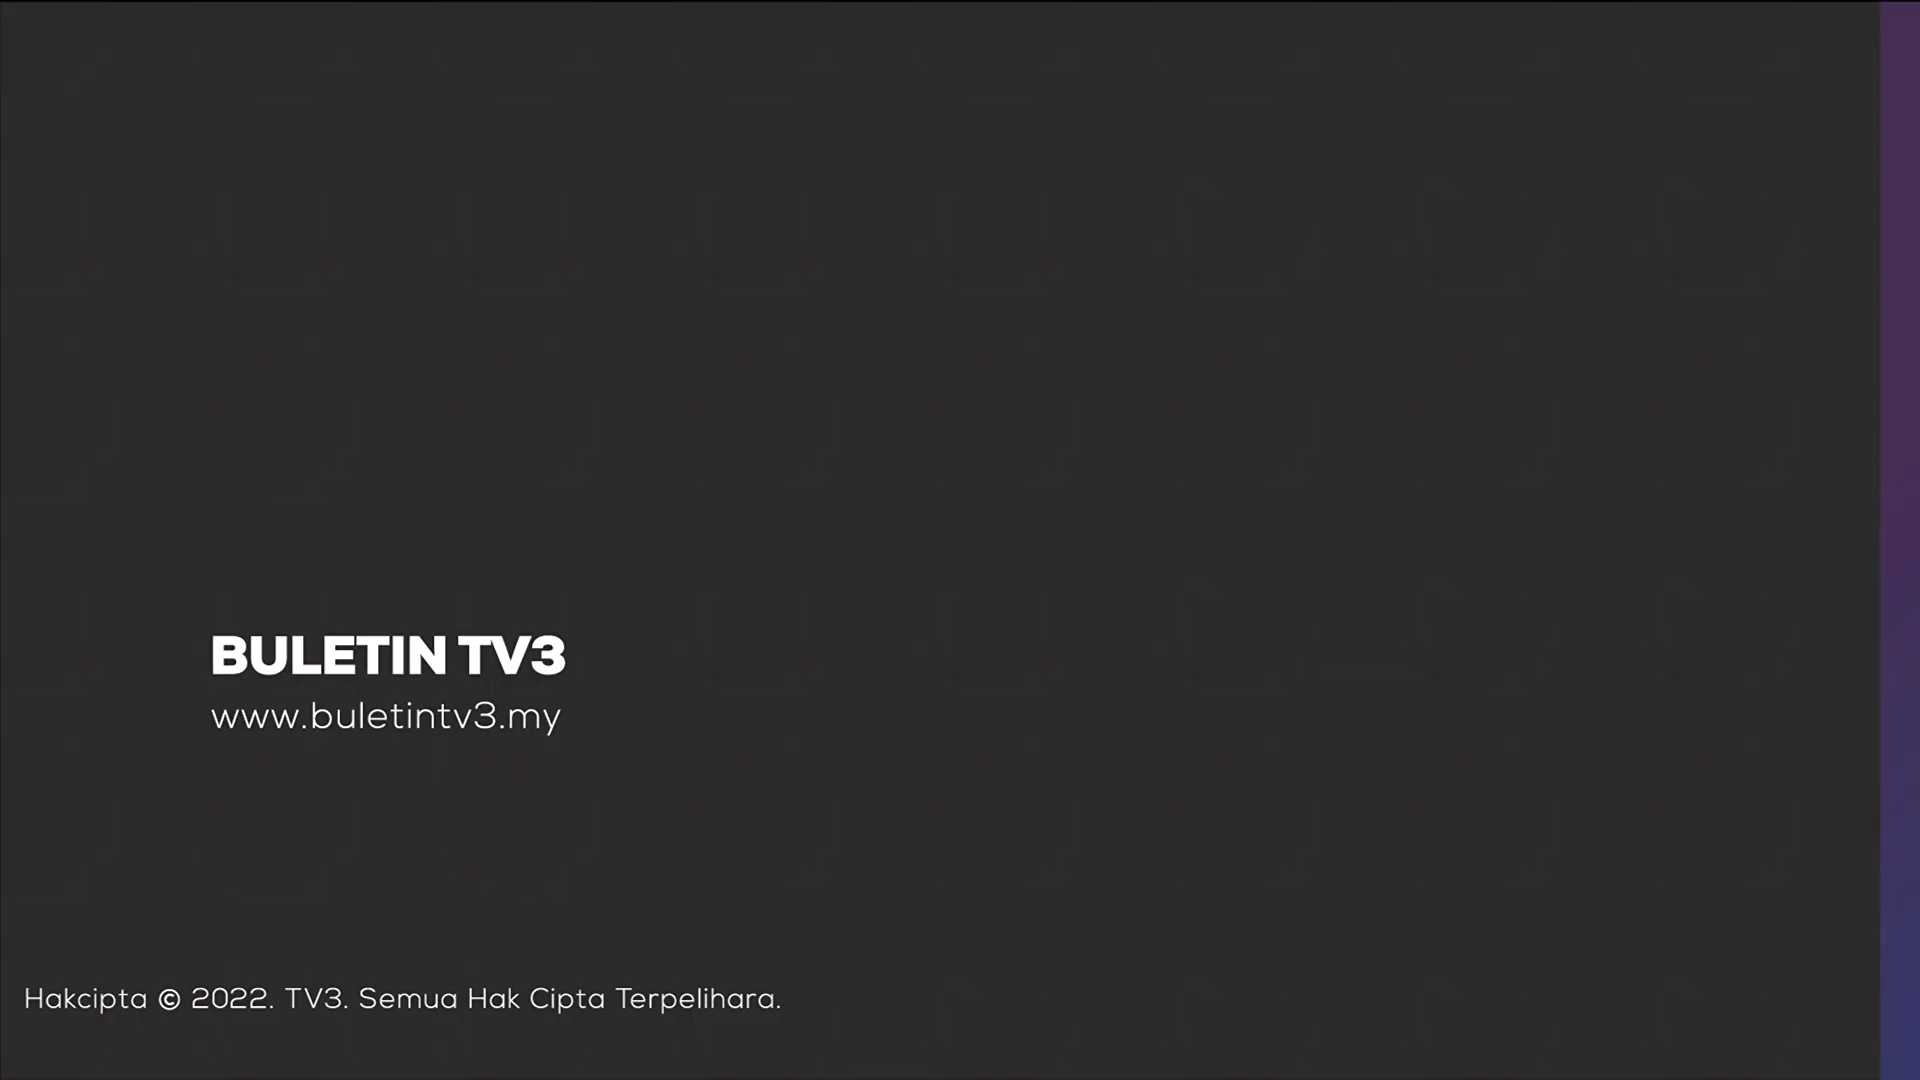 BULETIN TV3
www.buletintv3.my
Hakcipta © 2022. TV3. Semua Hak Cipta Terpelihara.